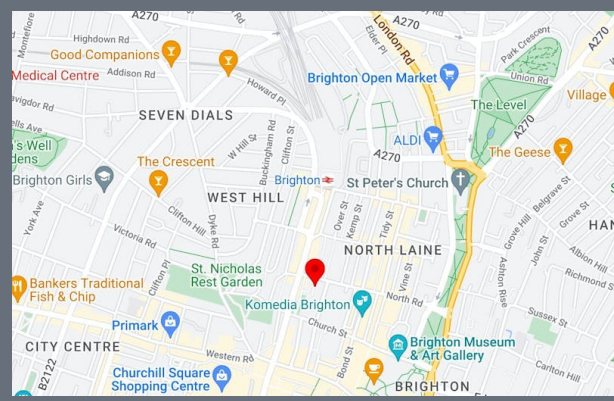 A270
Montefiore
Highdown Rd
Good Companions
London Rd
Elder Pl
Park Crescent
A270
Medical Centre
Addison Rd
Howard Pl
Brighton Open Market
Union Rd
The Level
Village
SEVEN DIALS
Clifton St
Buckingham Rd
A270
ALDI
A270
The Geese
The Crescent
Brighton Girls
Brighton
St Peter's Church
WEST HILL
York Ave
Clifton Hill
Dyke Rd
Over St
Kemp St
Tidy St
Belgrave St
Grove Hill
Grove St
John St
Victoria Rd
NORTH LAINE
Albion Hill
Richmond S
Clifton Pl
St. Nicholas
Rest Garden
Vine St
Ashton Rise
Bankers Traditional
Fish & Chip
Komedia Brighton
North Rd
Sussex St
Primark
Church St
Brighton Museum
& Art Gallery
CITY CENTRE
Western Rd
Bond St
Carlton Hill
B2122
Churchill Square
Shopping Centre
BRIGHTON